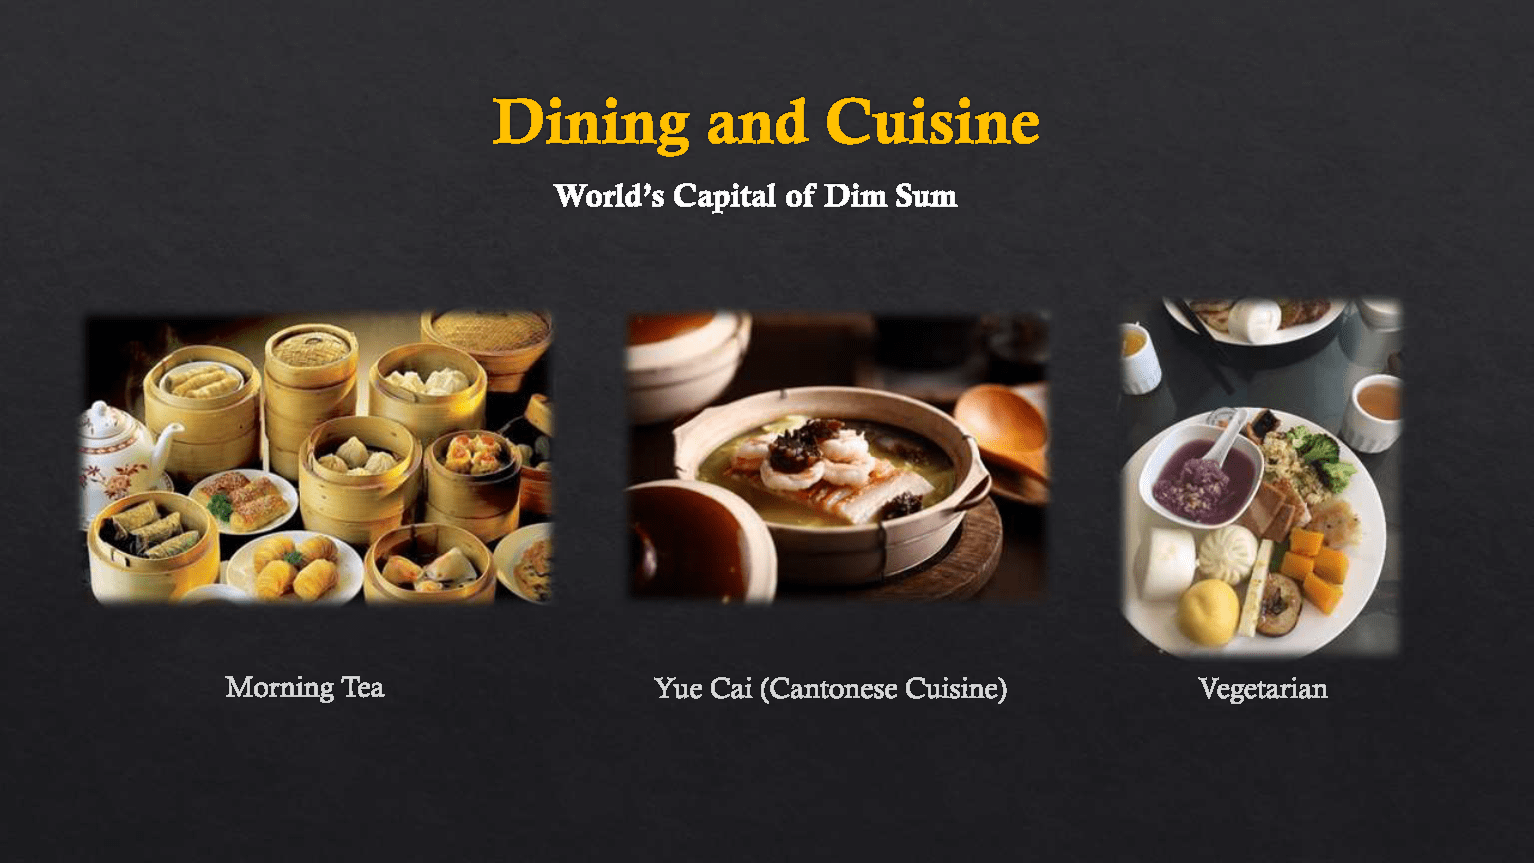 Dining and Cuisine
World's Capital of Dim Sum
Morning Tea
Yue Cai (Cantonese Cuisine)
Vegetarian